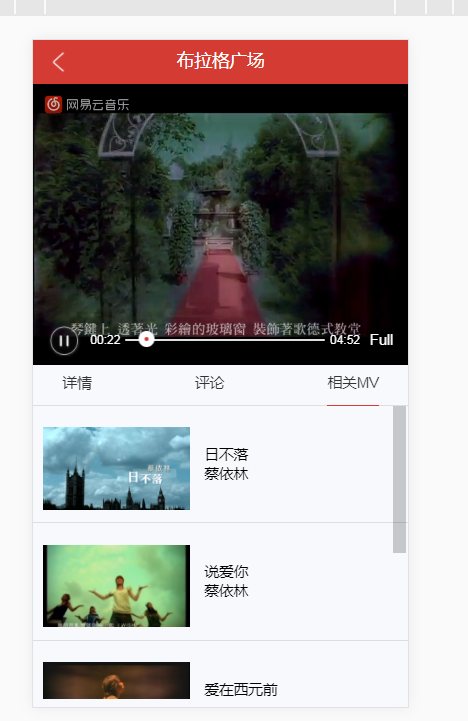 布拉格广场
网易云音乐
琴鍵上 透著光 彩繪的玻璃窗 裝飾著歌德式教堂
00:22
04:52
Full
详情
评论
相关MV
蔡依林
日不落
日不落
蔡依林
说爱你
蔡依林
爱在西元前